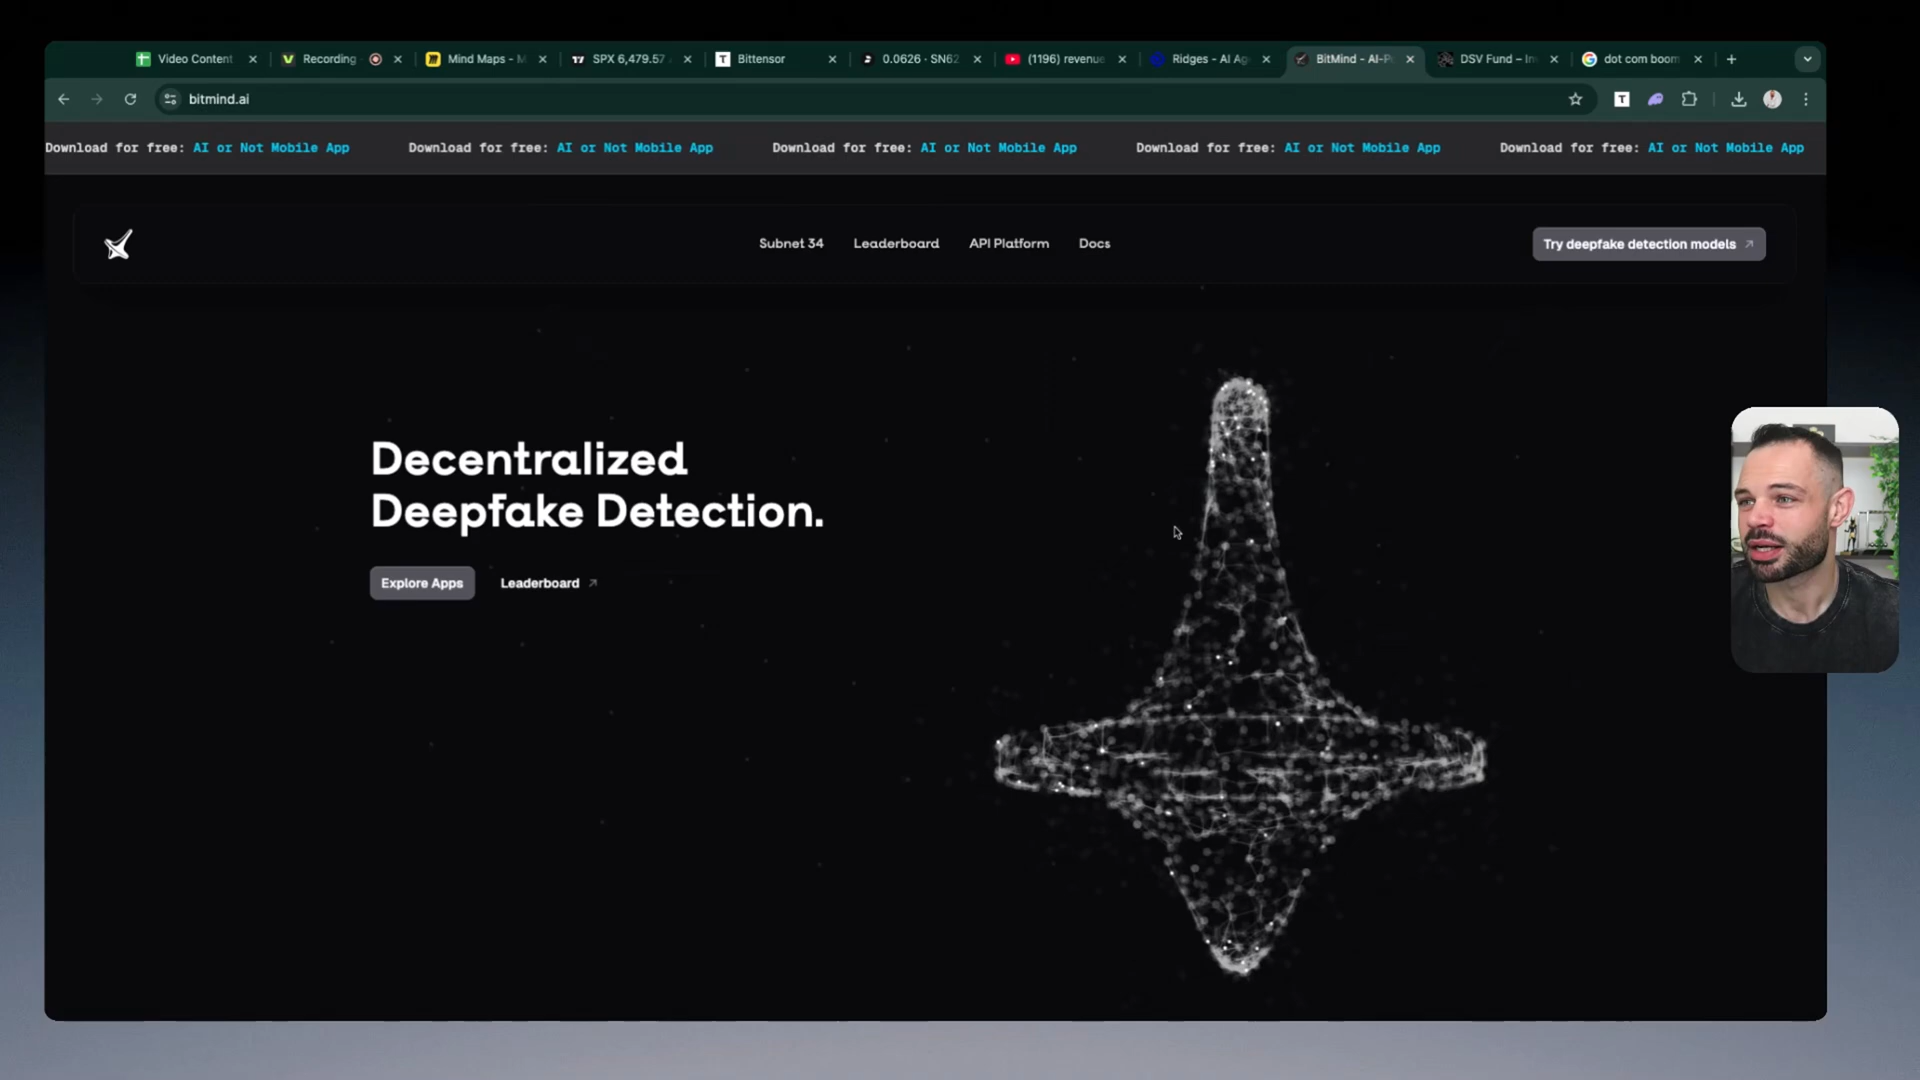 Video Content
Recording
Mind Maps - M
SPX 6,479.57
Bittensor
0.0626 · SN62
(1196) revenue
Ridges - AI Ag
BitMind - AI-P
DSV Fund – In
dot com boom
bitmind.ai
Download for free: AI or Not Mobile App Download for free: AI or Not Mobile App Download for free: AI or Not Mobile App Download for free: AI or Not Mobile App Download for free: AI or Not Mobile App
Subnet 34 Leaderboard API Platform Docs
Try deepfake detection models
Decentralized
Deepfake Detection.
Explore Apps Leaderboard